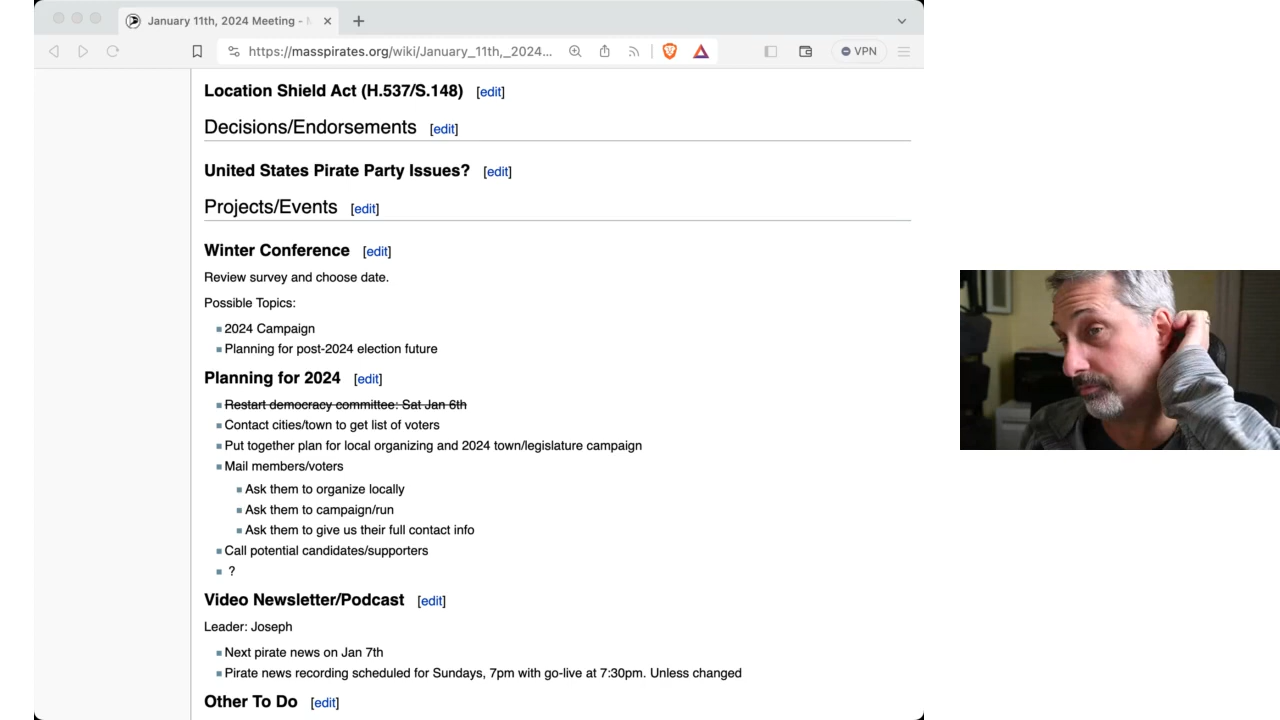 January 11th, 2024 Meeting -
https://masspirates.org/wiki/January_11th,_2024...
VPN
Location Shield Act (H.537/S.148) [edit]
Decisions/Endorsements [edit]
United States Pirate Party Issues? [edit]
Projects/Events [edit]
Winter Conference [edit]
Review survey and choose date.
Possible Topics:
2024 Campaign
Planning for post-2024 election future
Planning for 2024 [edit]
Restart democracy committee: Sat Jan 6th
Contact cities/town to get list of voters
Put together plan for local organizing and 2024 town/legislature campaign
Mail members/voters
Ask them to organize locally
Ask them to campaign/run
Ask them to give us their full contact info
Call potential candidates/supporters
?
Video Newsletter/Podcast [edit]
Leader: Joseph
Next pirate news on Jan 7th
Pirate news recording scheduled for Sundays, 7pm with go-live at 7:30pm. Unless changed
Other To Do [edit]